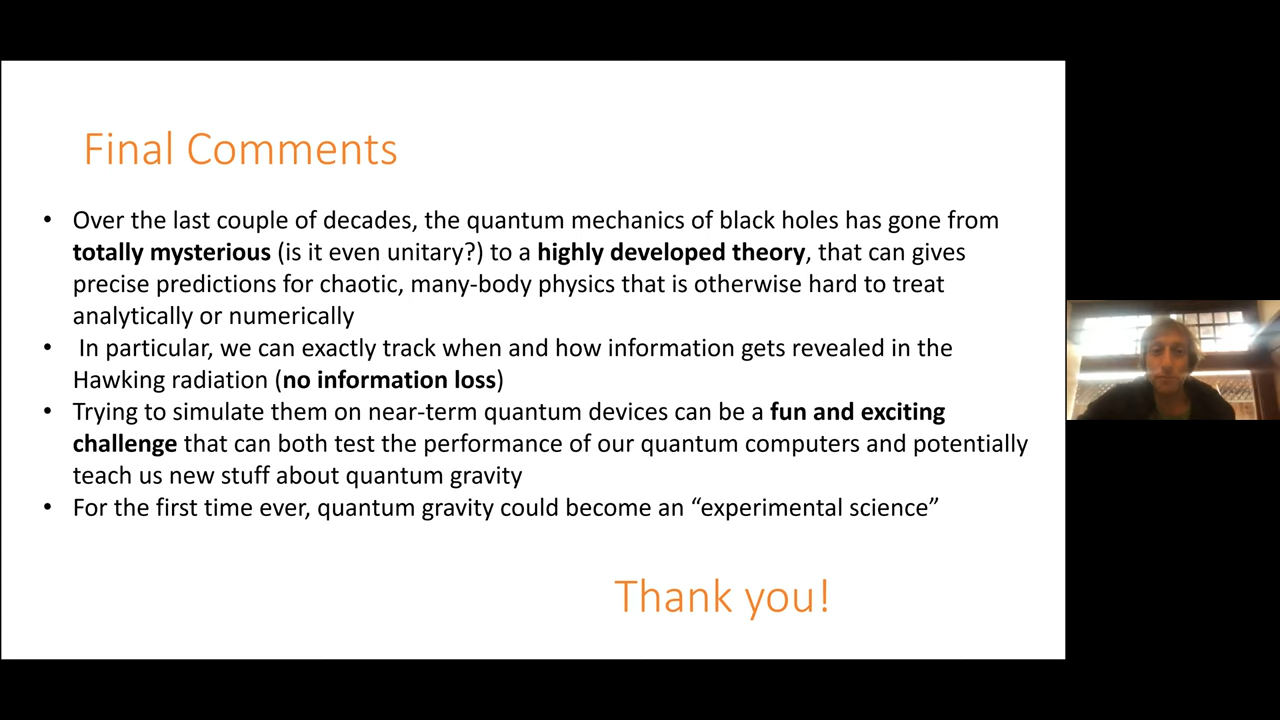 Final Comments
• Over the last couple of decades, the quantum mechanics of black holes has gone from
totally mysterious (is it even unitary?) to a highly developed theory, that can gives
precise predictions for chaotic, many-body physics that is otherwise hard to treat
analytically or numerically
• In particular, we can exactly track when and how information gets revealed in the
Hawking radiation (no information loss)
• Trying to simulate them on near-term quantum devices can be a fun and exciting
challenge that can both test the performance of our quantum computers and potentially
teach us new stuff about quantum gravity
• For the first time ever, quantum gravity could become an “experimental science”
Thank you!